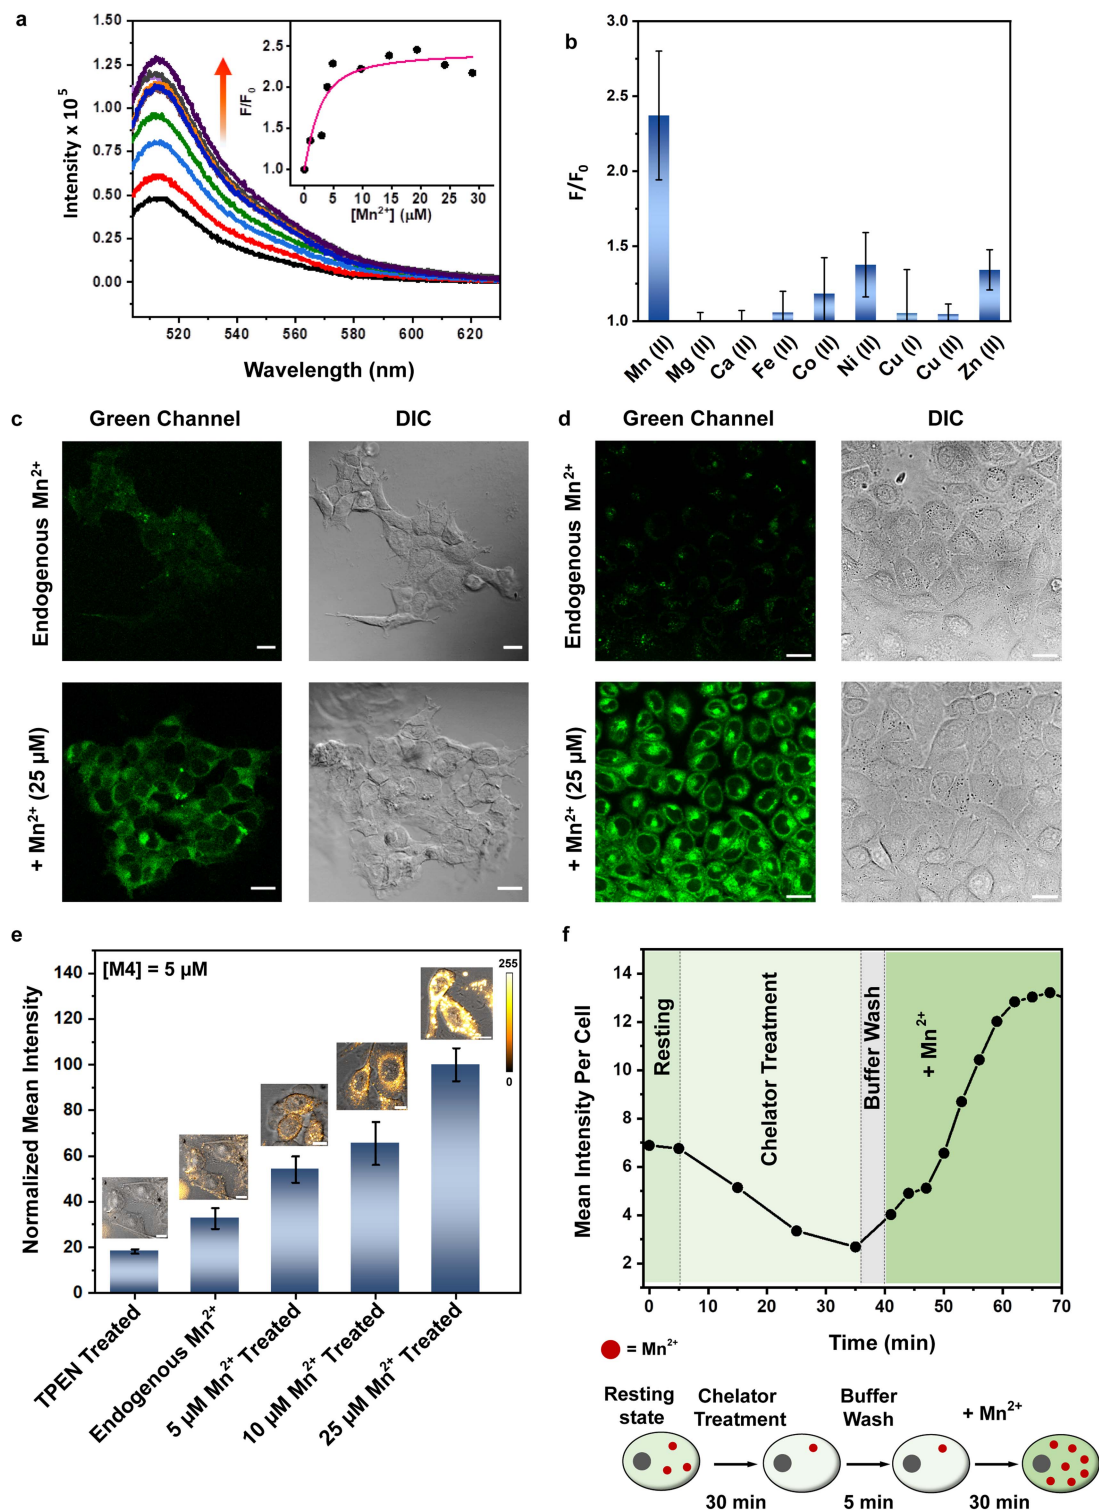 a
1.50
1.25
1.00
0.75
0.50
0.25
0.00
Intensity x 10⁵
520 540 560 580 600 620
Wavelength (nm)
2.5
2.0
1.5
1.0
F/F₀
0 5 10 15 20 25 30
[Mn²⁺] (μM)
b
3.0
2.5
2.0
1.5
1.0
F/F₀
Mn (II)
Mg (II)
Ca (II)
Fe (II)
Co (II)
Ni (II)
Cu (I)
Cu (II)
Zn (II)
c
Green Channel
DIC
Endogenous Mn²⁺
+ Mn²⁺ (25 μM)
d
Green Channel
DIC
Endogenous Mn²⁺
+ Mn²⁺ (25 μM)
e
[M4] = 5 μM
255
0
140
120
100
80
60
40
20
0
Normalized Mean Intensity
TPEN Treated
Endogenous Mn²⁺
5 μM Mn²⁺ Treated
10 μM Mn²⁺ Treated
25 μM Mn²⁺ Treated
f
14
12
10
8
6
4
2
Mean Intensity Per Cell
Resting
Chelator Treatment
Buffer Wash
+ Mn²⁺
0 10 20 30 40 50 60 70
Time (min)
= Mn²⁺
Resting
state
Chelator
Treatment
Buffer
Wash
+ Mn²⁺
30 min
5 min
30 min